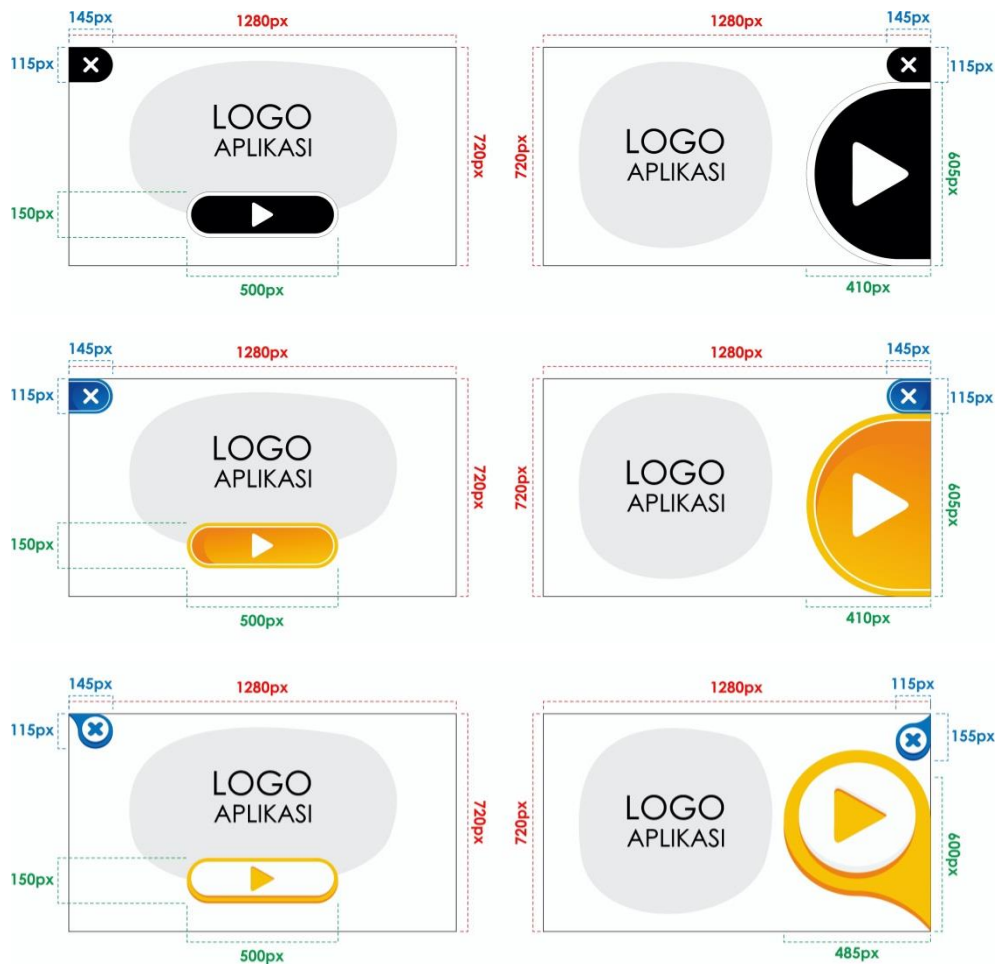 145px
1280px
115px
LOGO
APLIKASI
720px
150px
500px
1280px
145px
115px
LOGO
APLIKASI
720px
605px
410px
145px
1280px
115px
LOGO
APLIKASI
720px
150px
500px
1280px
145px
115px
LOGO
APLIKASI
720px
605px
410px
145px
1280px
115px
LOGO
APLIKASI
720px
150px
500px
1280px
115px
155px
LOGO
APLIKASI
720px
600px
485px